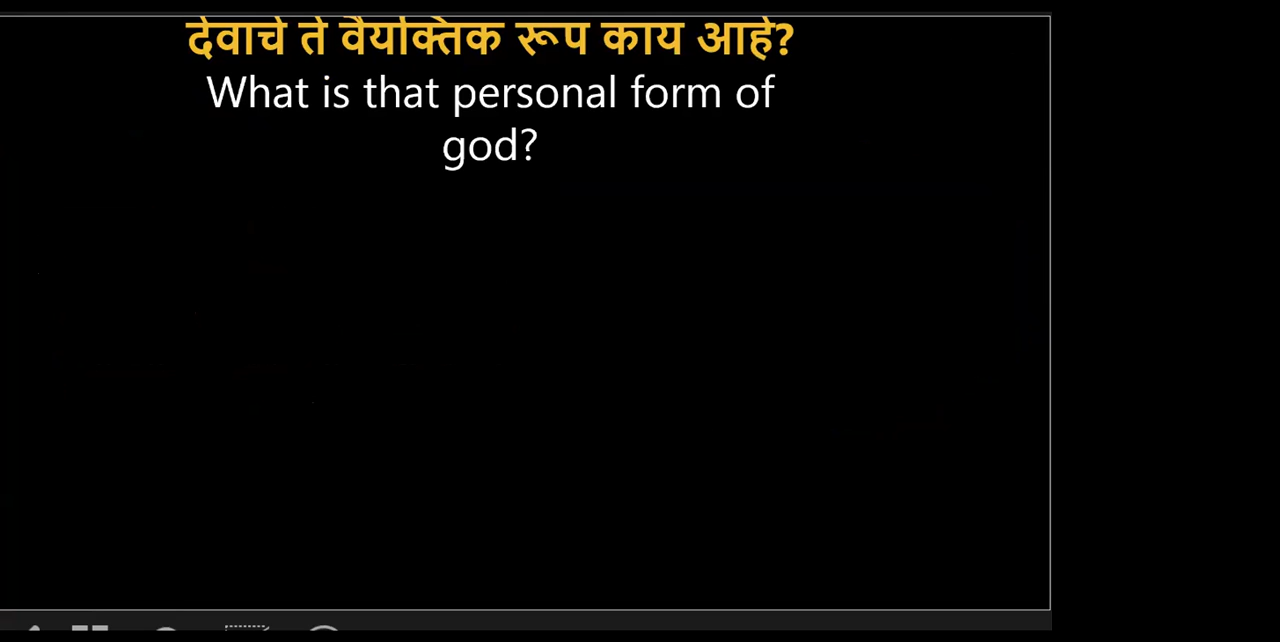 देवाचे ते वैयक्तिक रूप काय आहे?
What is that personal form of
god?